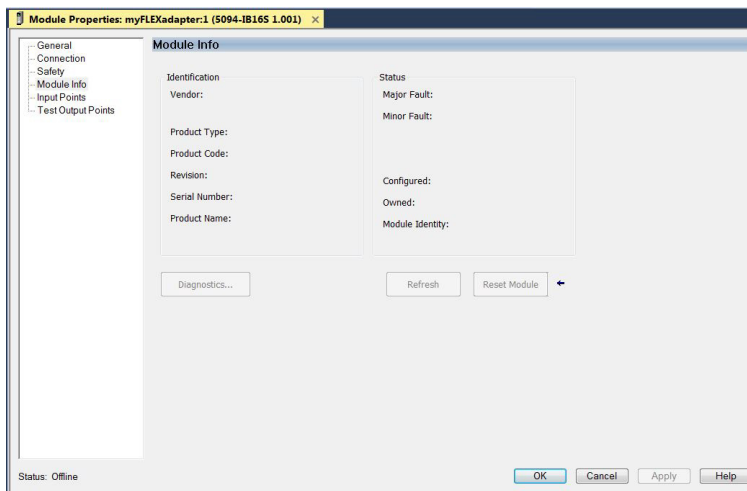 Module Properties: myFLEXadapter:1 (5094-IB16S 1.001) ×
General
Connection
Safety
Module Info
Input Points
Test Output Points
Module Info
Identification
Vendor:
Product Type:
Product Code:
Revision:
Serial Number:
Product Name:
Status
Major Fault:
Minor Fault:
Configured:
Owned:
Module Identity:
Diagnostics...
Refresh
Reset Module
Status: Offline
OK
Cancel
Apply
Help